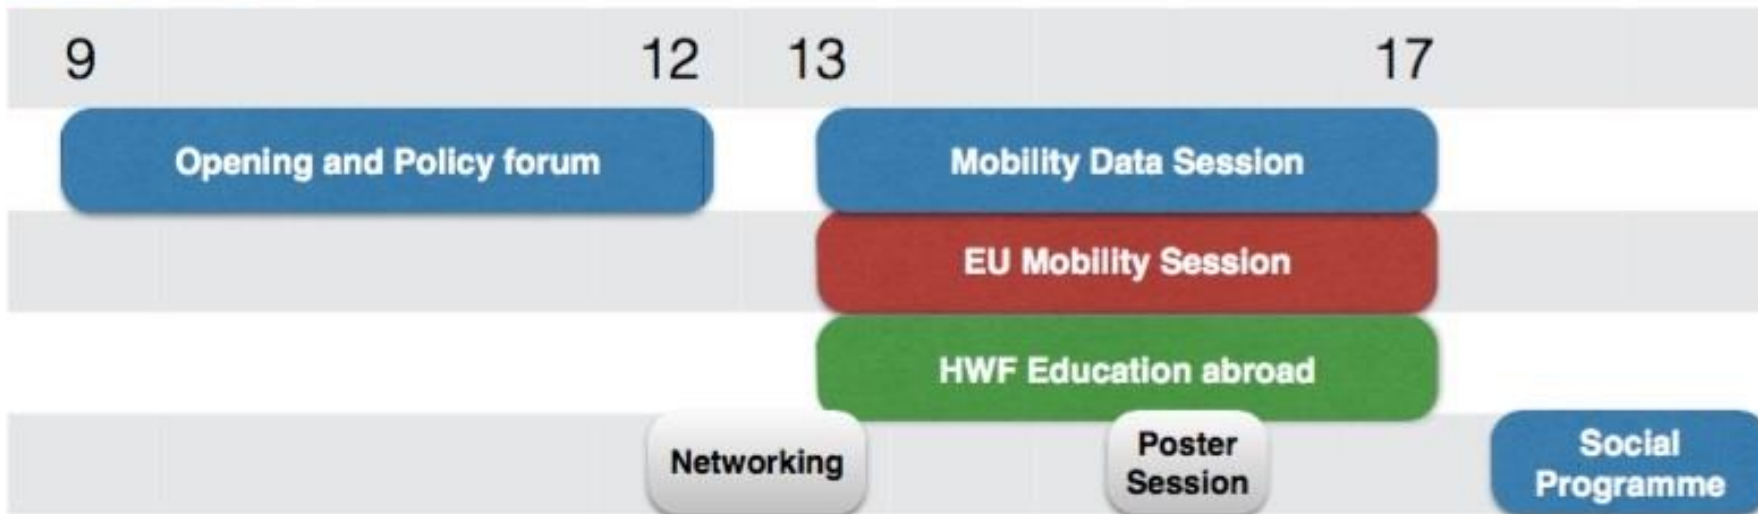 9 12 13 17
Opening and Policy forum Mobility Data Session
EU Mobility Session
HWF Education abroad
Networking Poster Session Social Programme